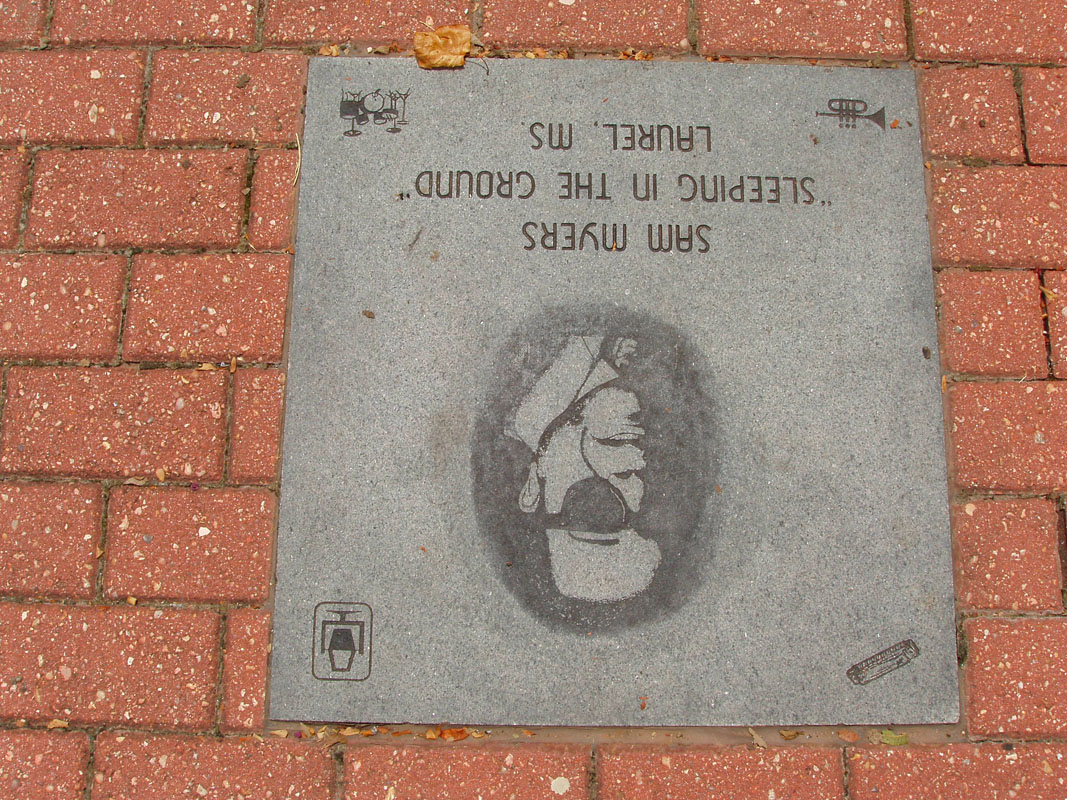 SAM MYERS
"SLEEPING IN THE GROUND"
LAUREL, MS.